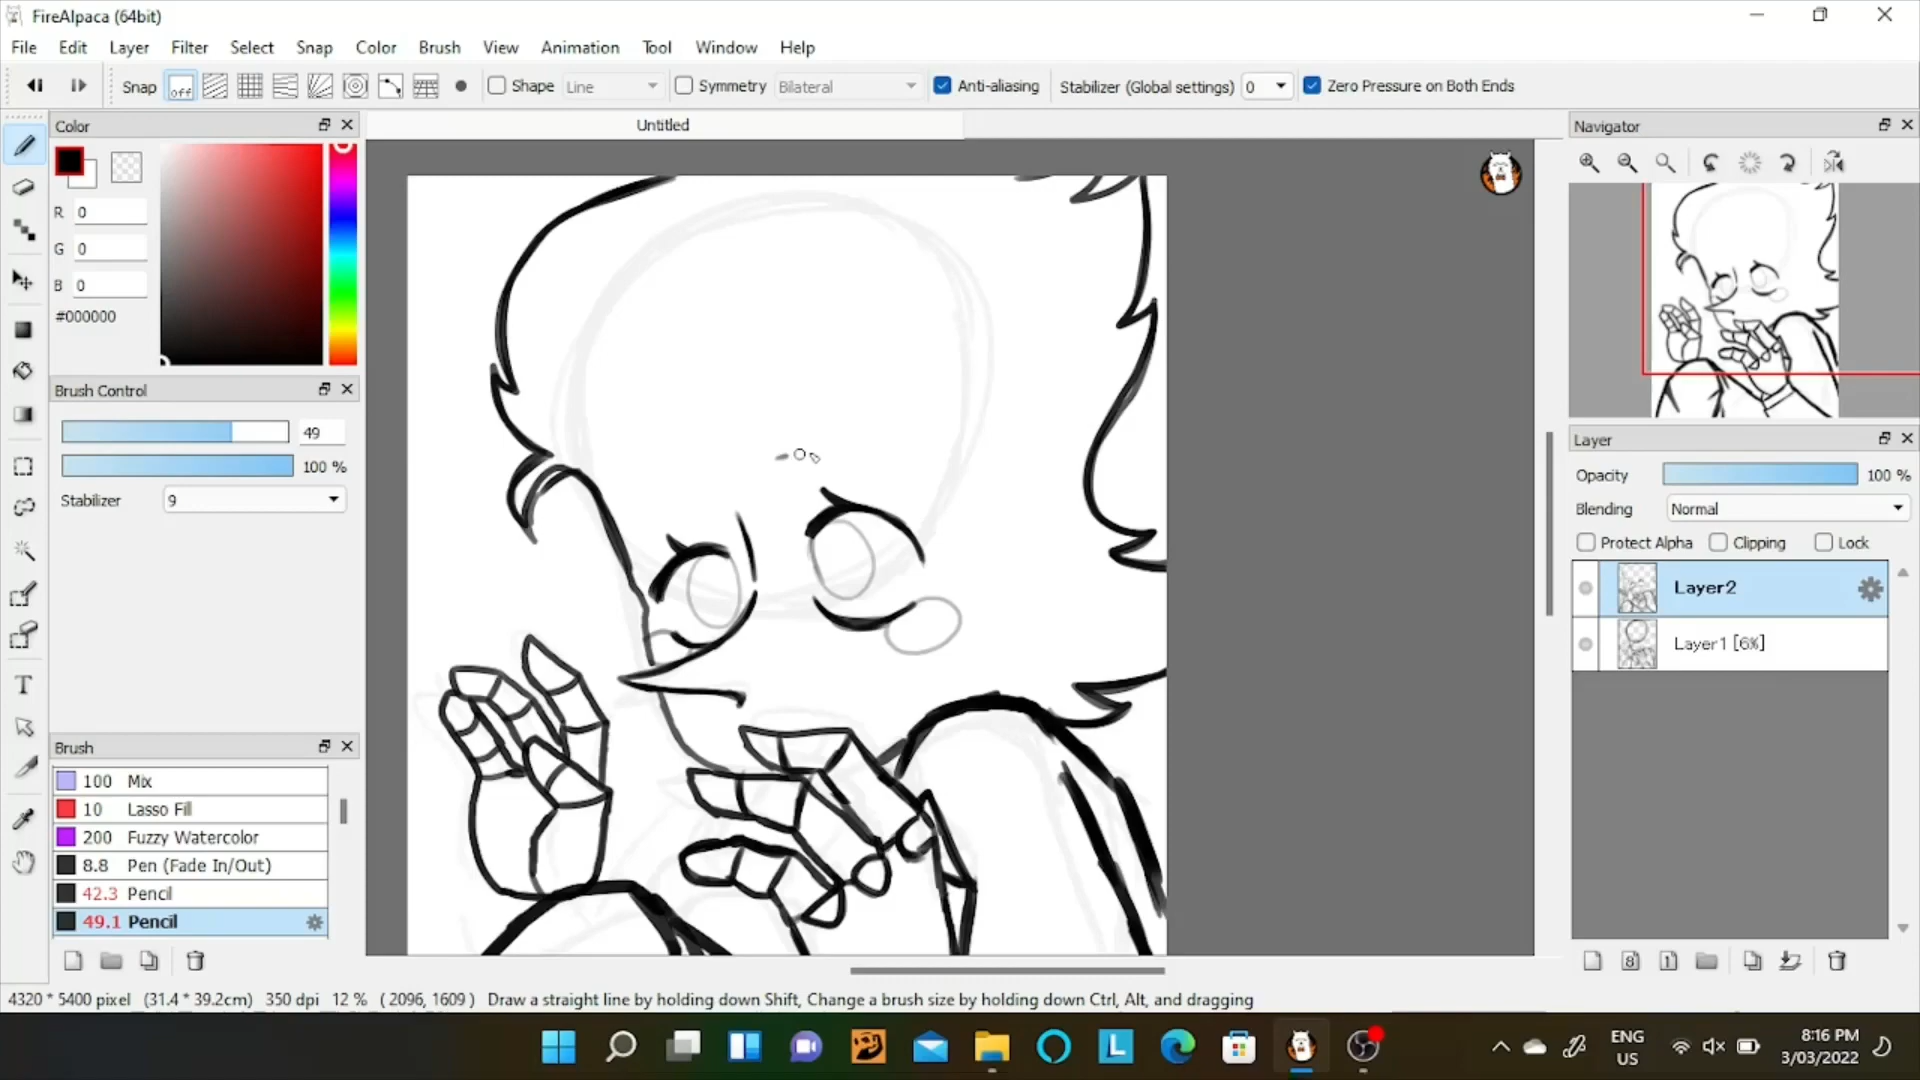 FireAlpaca (64bit)
File Edit Layer Filter Select Snap Color Brush View Animation Tool Window Help
Snap off Shape Line Symmetry Bilateral Anti-aliasing Stabilizer (Global settings) 0 Zero Pressure on Both Ends
Color
Untitled
Navigator
R 0
G 0
B 0
#000000
Brush Control
49
100 %
Stabilizer 9
Layer
Opacity 100 %
Blending Normal
Protect Alpha Clipping Lock
Layer2
Layer1 [6%]
Brush
100 Mix
10 Lasso Fill
200 Fuzzy Watercolor
8.8 Pen (Fade In/Out)
42.3 Pencil
49.1 Pencil
T
8 1
4320 * 5400 pixel (31.4 * 39.2cm) 350 dpi 12 % ( 2096, 1609 ) Draw a straight line by holding down Shift, Change a brush size by holding down Ctrl, Alt, and dragging
L
ENG
US
8:16 PM
3/03/2022